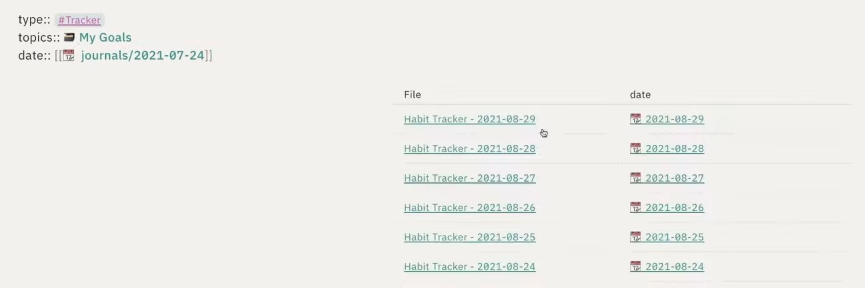 type:: #Tracker
topics:: My Goals
date:: [[ journals/2021-07-24]]
File date
Habit Tracker - 2021-08-29 2021-08-29
Habit Tracker - 2021-08-28 2021-08-28
Habit Tracker - 2021-08-27 2021-08-27
Habit Tracker - 2021-08-26 2021-08-26
Habit Tracker - 2021-08-25 2021-08-25
Habit Tracker - 2021-08-24 2021-08-24